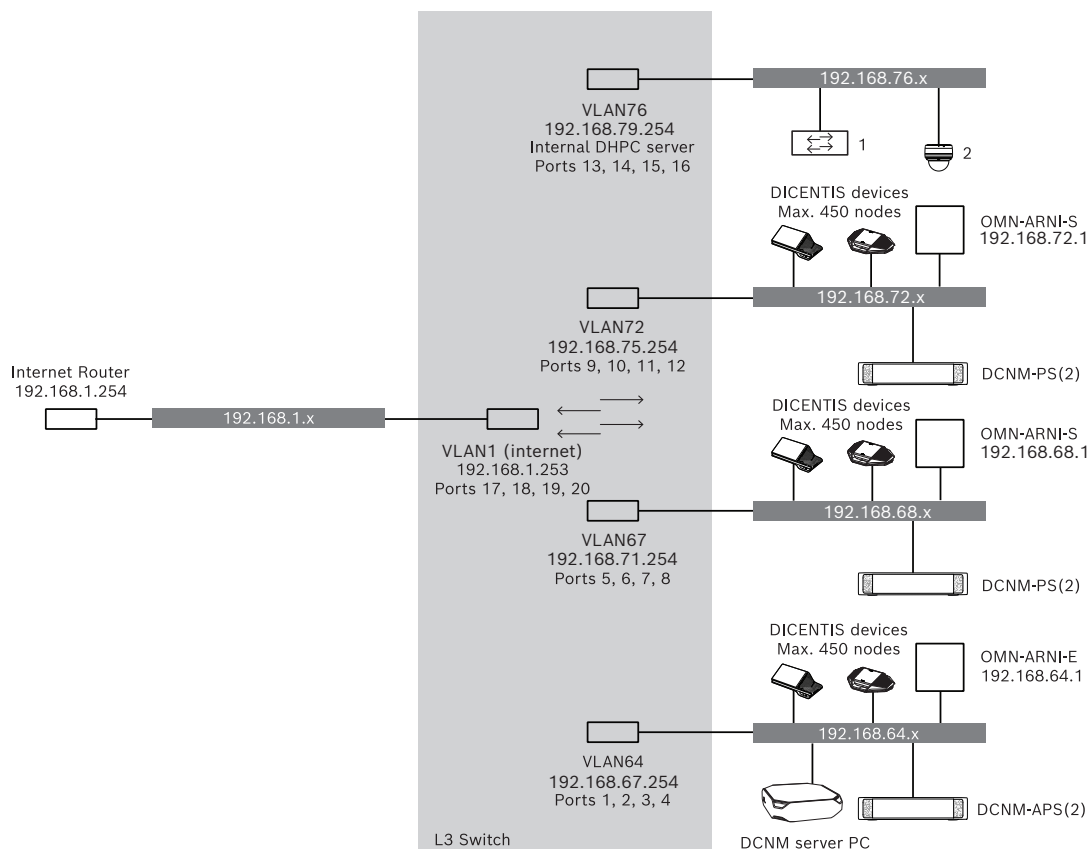 192.168.76.x
VLAN76
192.168.79.254
Internal DHPC server
Ports 13, 14, 15, 16
1
2
DICENTIS devices
Max. 450 nodes
OMN-ARNI-S
192.168.72.1
192.168.72.x
VLAN72
192.168.75.254
Ports 9, 10, 11, 12
DCNM-PS(2)
Internet Router
192.168.1.254
192.168.1.x
VLAN1 (internet)
192.168.1.253
Ports 17, 18, 19, 20
DICENTIS devices
Max. 450 nodes
OMN-ARNI-S
192.168.68.1
192.168.68.x
VLAN67
192.168.71.254
Ports 5, 6, 7, 8
DCNM-PS(2)
DICENTIS devices
Max. 450 nodes
OMN-ARNI-E
192.168.64.1
192.168.64.x
VLAN64
192.168.67.254
Ports 1, 2, 3, 4
DCNM-APS(2)
L3 Switch
DCNM server PC